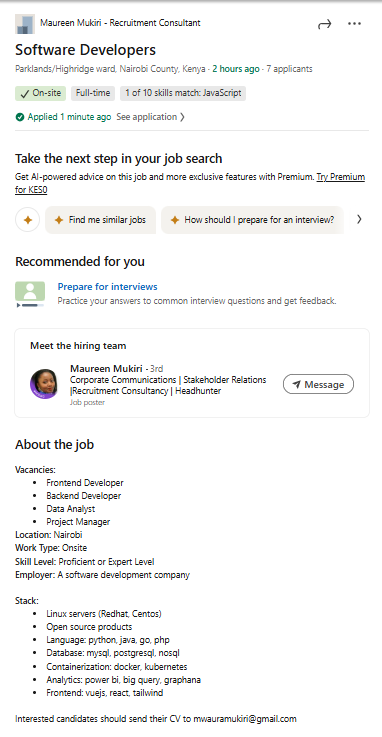 Maureen Mukiri - Recruitment Consultant
Software Developers
Parklands/Highridge ward, Nairobi County, Kenya · 2 hours ago · 7 applicants
On-site Full-time 1 of 10 skills match: JavaScript
Applied 1 minute ago See application
Take the next step in your job search
Get AI-powered advice on this job and more exclusive features with Premium. Try Premium
for KES0
Find me similar jobs How should I prepare for an interview?
Recommended for you
Prepare for interviews
Practice your answers to common interview questions and get feedback.
Meet the hiring team
Maureen Mukiri · 3rd
Corporate Communications | Stakeholder Relations
|Recruitment Consultancy | Headhunter
Job poster
Message
About the job
Vacancies:
• Frontend Developer
• Backend Developer
• Data Analyst
• Project Manager
Location: Nairobi
Work Type: Onsite
Skill Level: Proficient or Expert Level
Employer: A software development company
Stack:
• Linux servers (Redhat, Centos)
• Open source products
• Language: python, java, go, php
• Database: mysql, postgresql, nosql
• Containerization: docker, kubernetes
• Analytics: power bi, big query, graphana
• Frontend: vuejs, react, tailwind
Interested candidates should send their CV to mwauramukiri@gmail.com